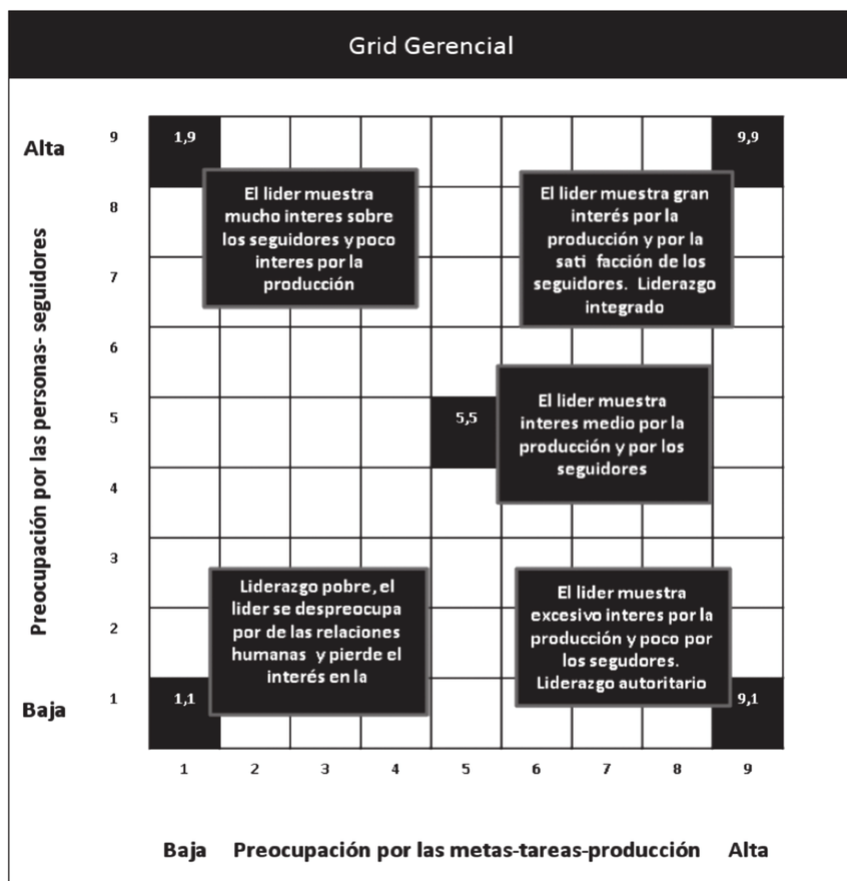 Grid Gerencial
Alta
9
1,9
9,9
8
El lider muestra
mucho interes sobre
los seguidores y poco
interes por la
producción
El lider muestra gran
interés por la
producción y por la
sati facción de los
seguidores. Liderazgo
integrado
7
6
Preocupación por las personas- seguidores
5
5,5
El lider muestra
interes medio por la
producción y por los
seguidores
4
3
Liderazgo pobre, el
lider se despreocupa
por de las relaciones
humanas y pierde el
interés en la
El lider muestra
excesivo interes por la
producción y poco por
los segudores.
Liderazgo autoritario
2
1
Baja
1,1
9,1
1 2 3 4 5 6 7 8 9
Baja Preocupación por las metas-tareas-producción Alta